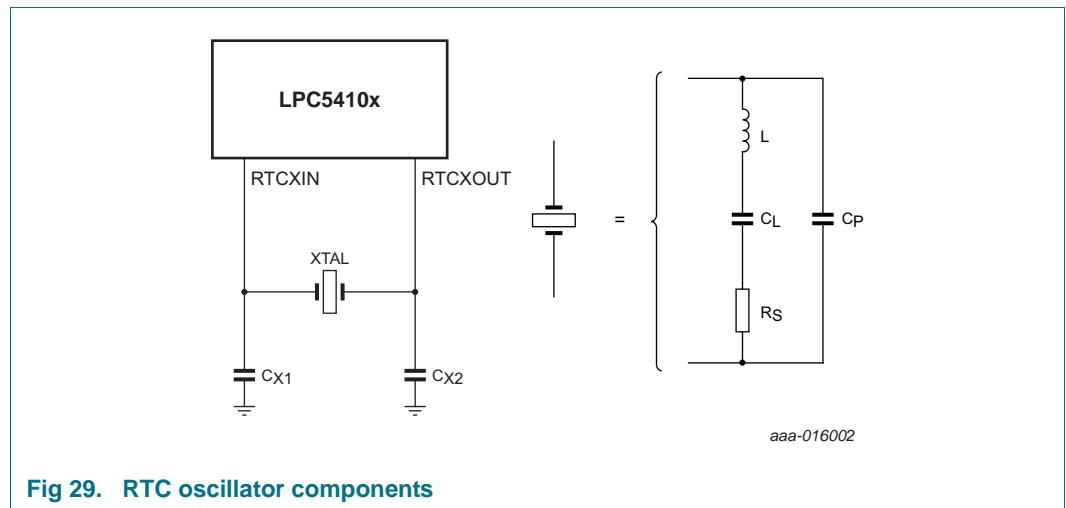 LPC5410x
RTCXIN
RTCXOUT
XTAL
CX1
CX2
=
L
CL
CP
RS
aaa-016002
Fig 29. RTC oscillator components